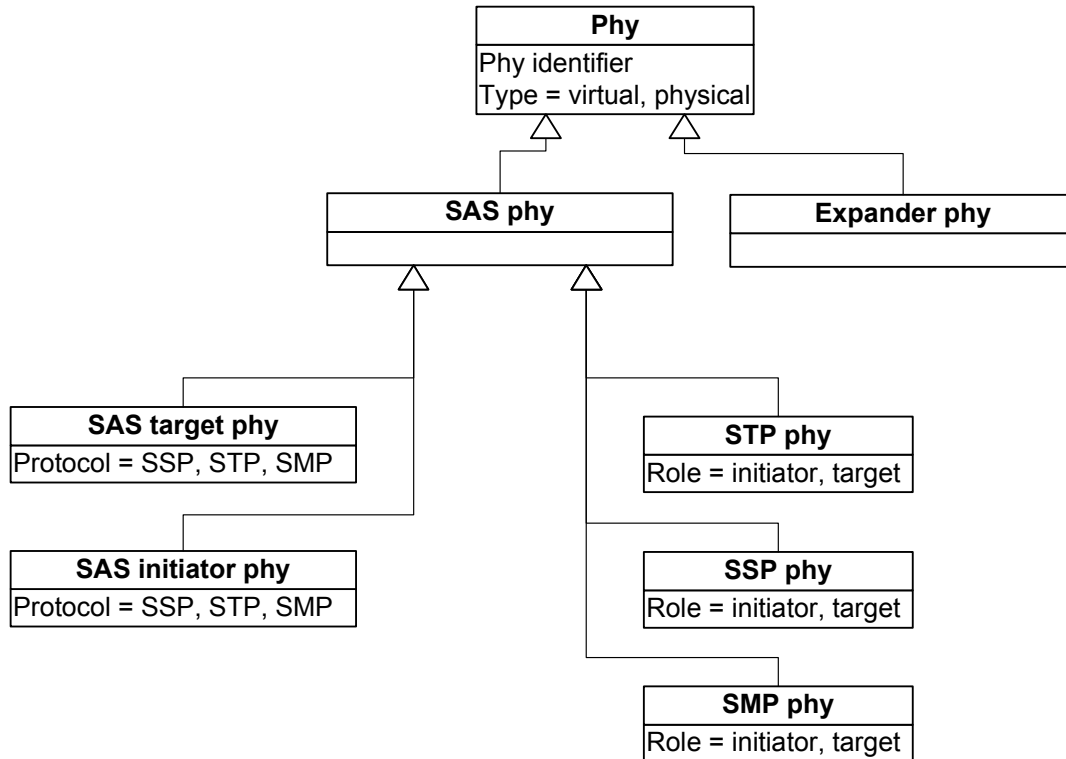 Phy
Phy identifier
Type = virtual, physical
SAS phy
Expander phy
SAS target phy
Protocol = SSP, STP, SMP
SAS initiator phy
Protocol = SSP, STP, SMP
STP phy
Role = initiator, target
SSP phy
Role = initiator, target
SMP phy
Role = initiator, target